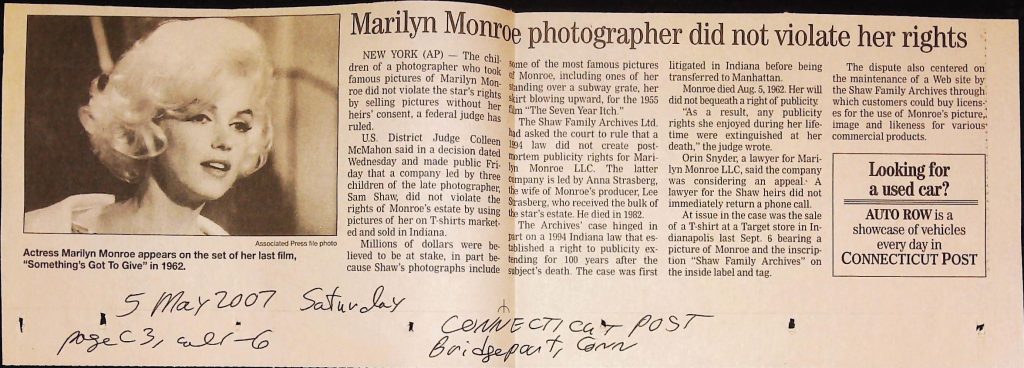 Marilyn Monroe photographer did not violate her rights
Associated Press file photo
Actress Marilyn Monroe appears on the set of her last film,
"Something's Got To Give" in 1962.
NEW YORK (AP) — The chil-
dren of a photographer who took
famous pictures of Marilyn Mon-
roe did not violate the star's rights
by selling pictures without her
heirs' consent, a federal judge has
ruled.
U.S. District Judge Colleen
McMahon said in a decision dated
Wednesday and made public Fri-
day that a company led by three
children of the late photographer,
Sam Shaw, did not violate the
rights of Monroe's estate by using
pictures of her on T-shirts market-
ed and sold in Indiana.
Millions of dollars were be-
lieved to be at stake, in part be-
cause Shaw's photographs include
some of the most famous pictures
of Monroe, including ones of her
standing over a subway grate, her
skirt blowing upward, for the 1955
film "The Seven Year Itch."
The Shaw Family Archives Ltd.
had asked the court to rule that a
1994 law did not create post-
mortem publicity rights for Mari-
lyn Monroe LLC. The latter
company is led by Anna Strasberg,
the wife of Monroe's producer, Lee
Strasberg, who received the bulk of
the star's estate. He died in 1982.
The Archives' case hinged in
part on a 1994 Indiana law that es-
tablished a right to publicity ex-
tending for 100 years after the
subject's death. The case was first
litigated in Indiana before being
transferred to Manhattan.
Monroe died Aug. 5, 1962. Her will
did not bequeath a right of publicity.
"As a result, any publicity
rights she enjoyed during her life-
time were extinguished at her
death," the judge wrote.
Orin Snyder, a lawyer for Mari-
lyn Monroe LLC, said the company
was considering an appeal. A
lawyer for the Shaw heirs did not
immediately return a phone call.
At issue in the case was the sale
of a T-shirt at a Target store in In-
dianapolis last Sept. 6 bearing a
picture of Monroe and the inscrip-
tion "Shaw Family Archives" on
the inside label and tag.
The dispute also centered on
the maintenance of a Web site by
the Shaw Family Archives through
which customers could buy licens-
es for the use of Monroe's picture,
image and likeness for various
commercial products.
Looking for
a used car?
AUTO ROW is a
showcase of vehicles
every day in
CONNECTICUT POST
5 May 2007 Saturday
page C3, col 1-6
CONNECTICUT POST
Bridgeport, Conn